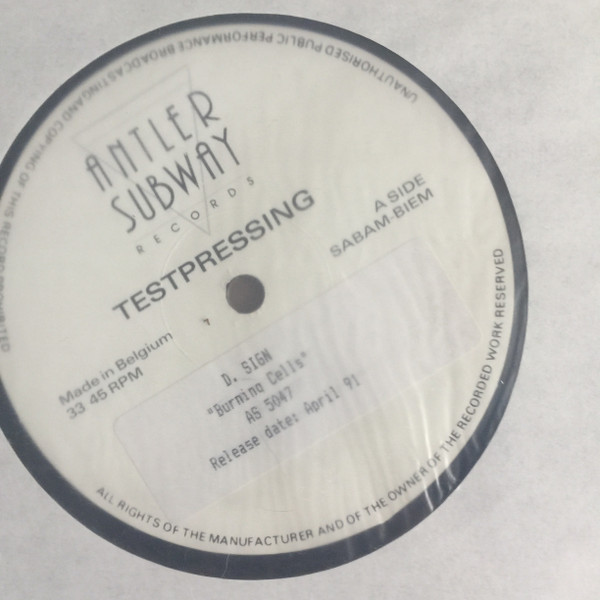 UNAUTHORISED PUBLIC PERFORMANCE BROADCASTING AND COPYING OF THIS RECORD PROHIBITED
ANTLER
SUBWAY
RECORDS
TESTPRESSING
A SIDE
SABAM-BIEM
Made in Belgium
33 45 RPM
D. SIGN
"Burning Cells"
AS 5047
Release date: April 91
ALL RIGHTS OF THE MANUFACTURER AND OF THE OWNER OF THE RECORDED WORK RESERVED